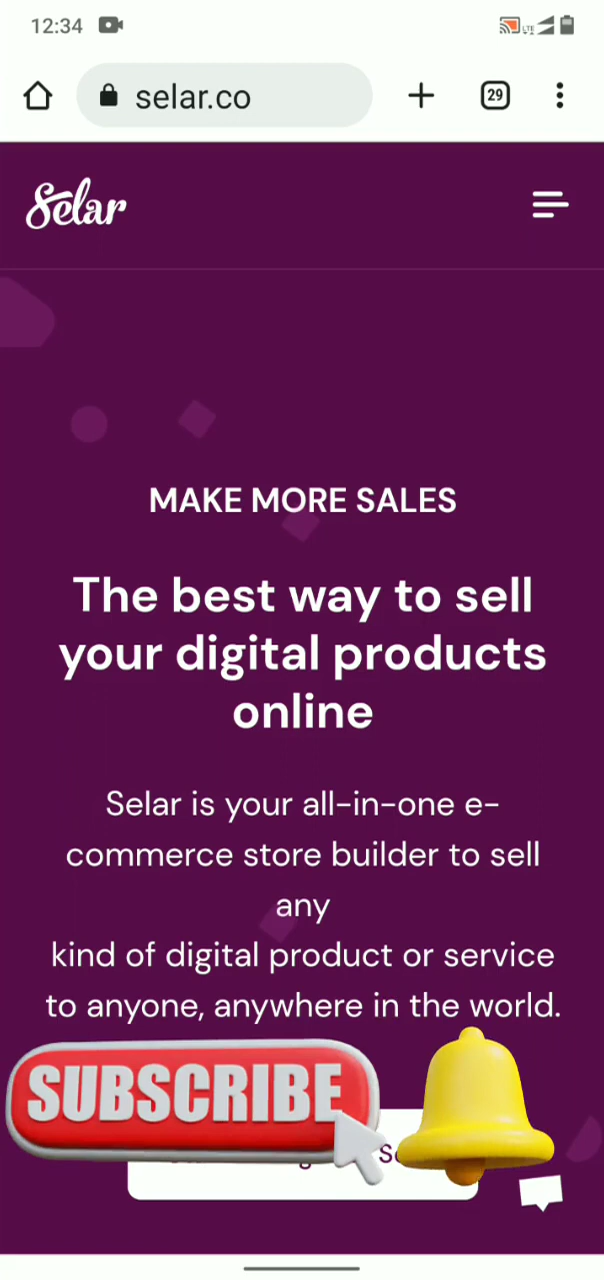 12:34
LTE
selar.co
29
Selar
MAKE MORE SALES
The best way to sell
your digital products
online
Selar is your all-in-one e-
commerce store builder to sell
any
kind of digital product or service
to anyone, anywhere in the world.
SUBSCRIBE